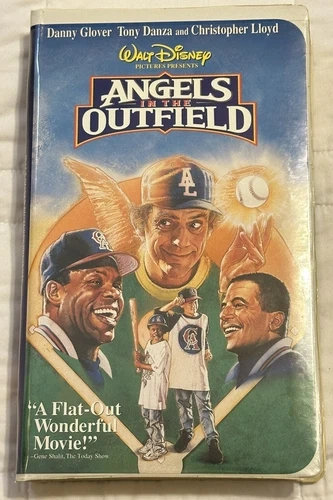 Danny Glover Tony Danza and Christopher Lloyd
WALT DISNEY
PICTURES PRESENTS
ANGELS
IN THE
OUTFIELD
AL
CA
A
"A Flat-Out
Wonderful
Movie!"
–Gene Shalit, The Today Show